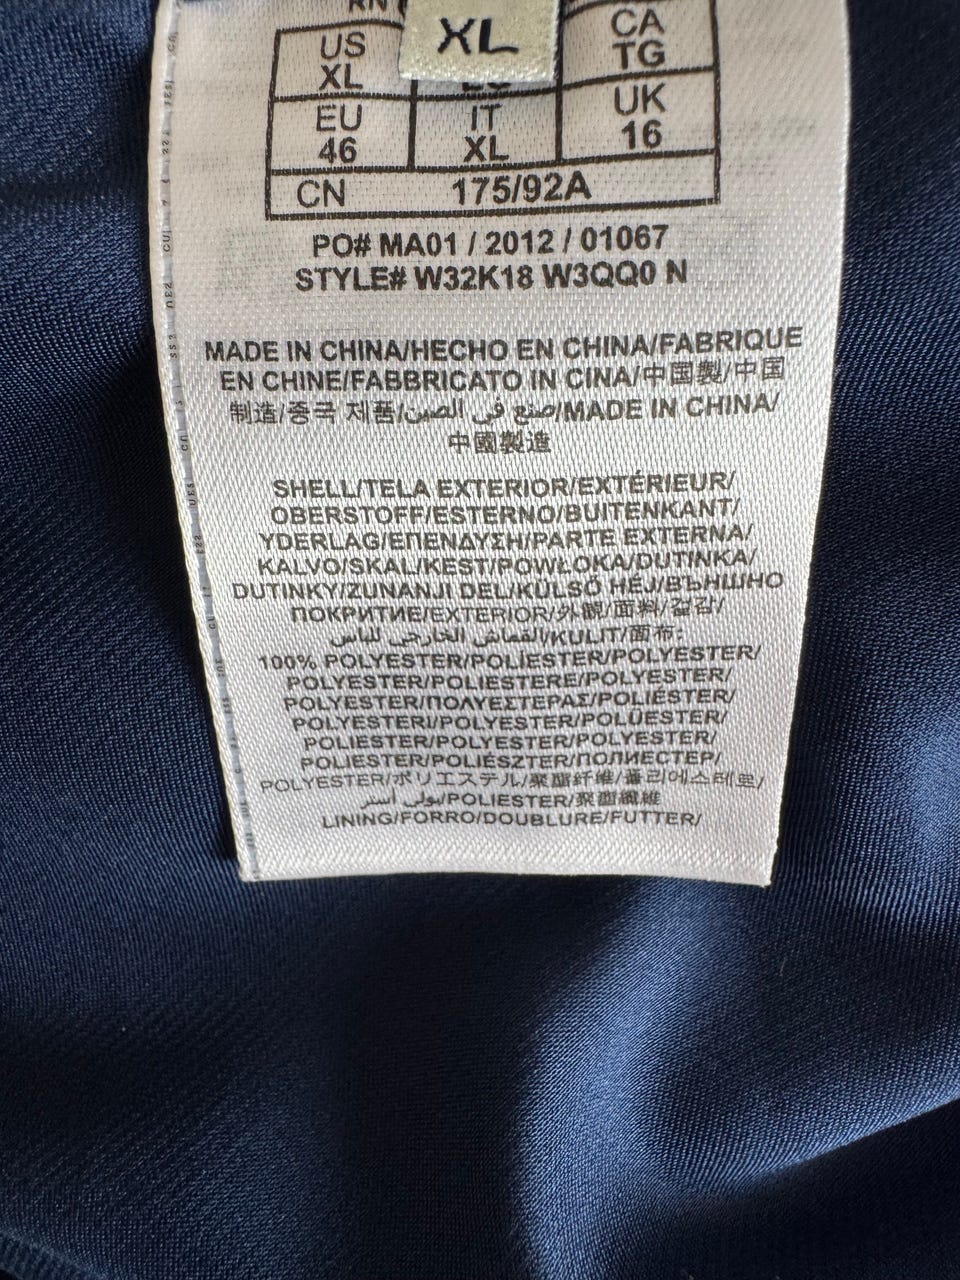 RN
XL
US
XL
CA
TG
EU
46
IT
XL
UK
16
CN 175/92A
PO# MA01 / 2012 / 01067
STYLE# W32K18 W3QQ0 N
MADE IN CHINA/HECHO EN CHINA/FABRIQUE
EN CHINE/FABBRICATO IN CINA/中国製/中国
制造/중국 제품/صنع في الصين/MADE IN CHINA/
中國製造
SHELL/TELA EXTERIOR/EXTÉRIEUR/
OBERSTOFF/ESTERNO/BUITENKANT/
YDERLAG/ΕΠΕΝΔΥΣΗ/PARTE EXTERNA/
KALVO/SKAL/KEST/POWŁOKA/DUTINKA/
DUTINKY/ZUNANJI DEL/KÜLSŐ HÉJ/ВЪНШНО
ПОКРИТИЕ/EXTERIOR/外観/面料/겉감/
القماش الخارجي للباس/KULIT/面布:
100% POLYESTER/POLIÉSTER/POLYESTER/
POLYESTER/POLIESTERE/POLYESTER/
POLYESTER/ΠΟΛΥΕΣΤΕΡΑΣ/POLIÉSTER/
POLYESTERI/POLYESTER/POLÜESTER/
POLIESTER/POLYESTER/POLYESTER/
POLIESTER/POLIÉSZTER/ПОЛИЕСТЕР/
POLYESTER/ポリエステル/聚酯纤维/폴리에스테르/
بولي أستر/POLIESTER/聚酯纖維
LINING/FORRO/DOUBLURE/FUTTER/